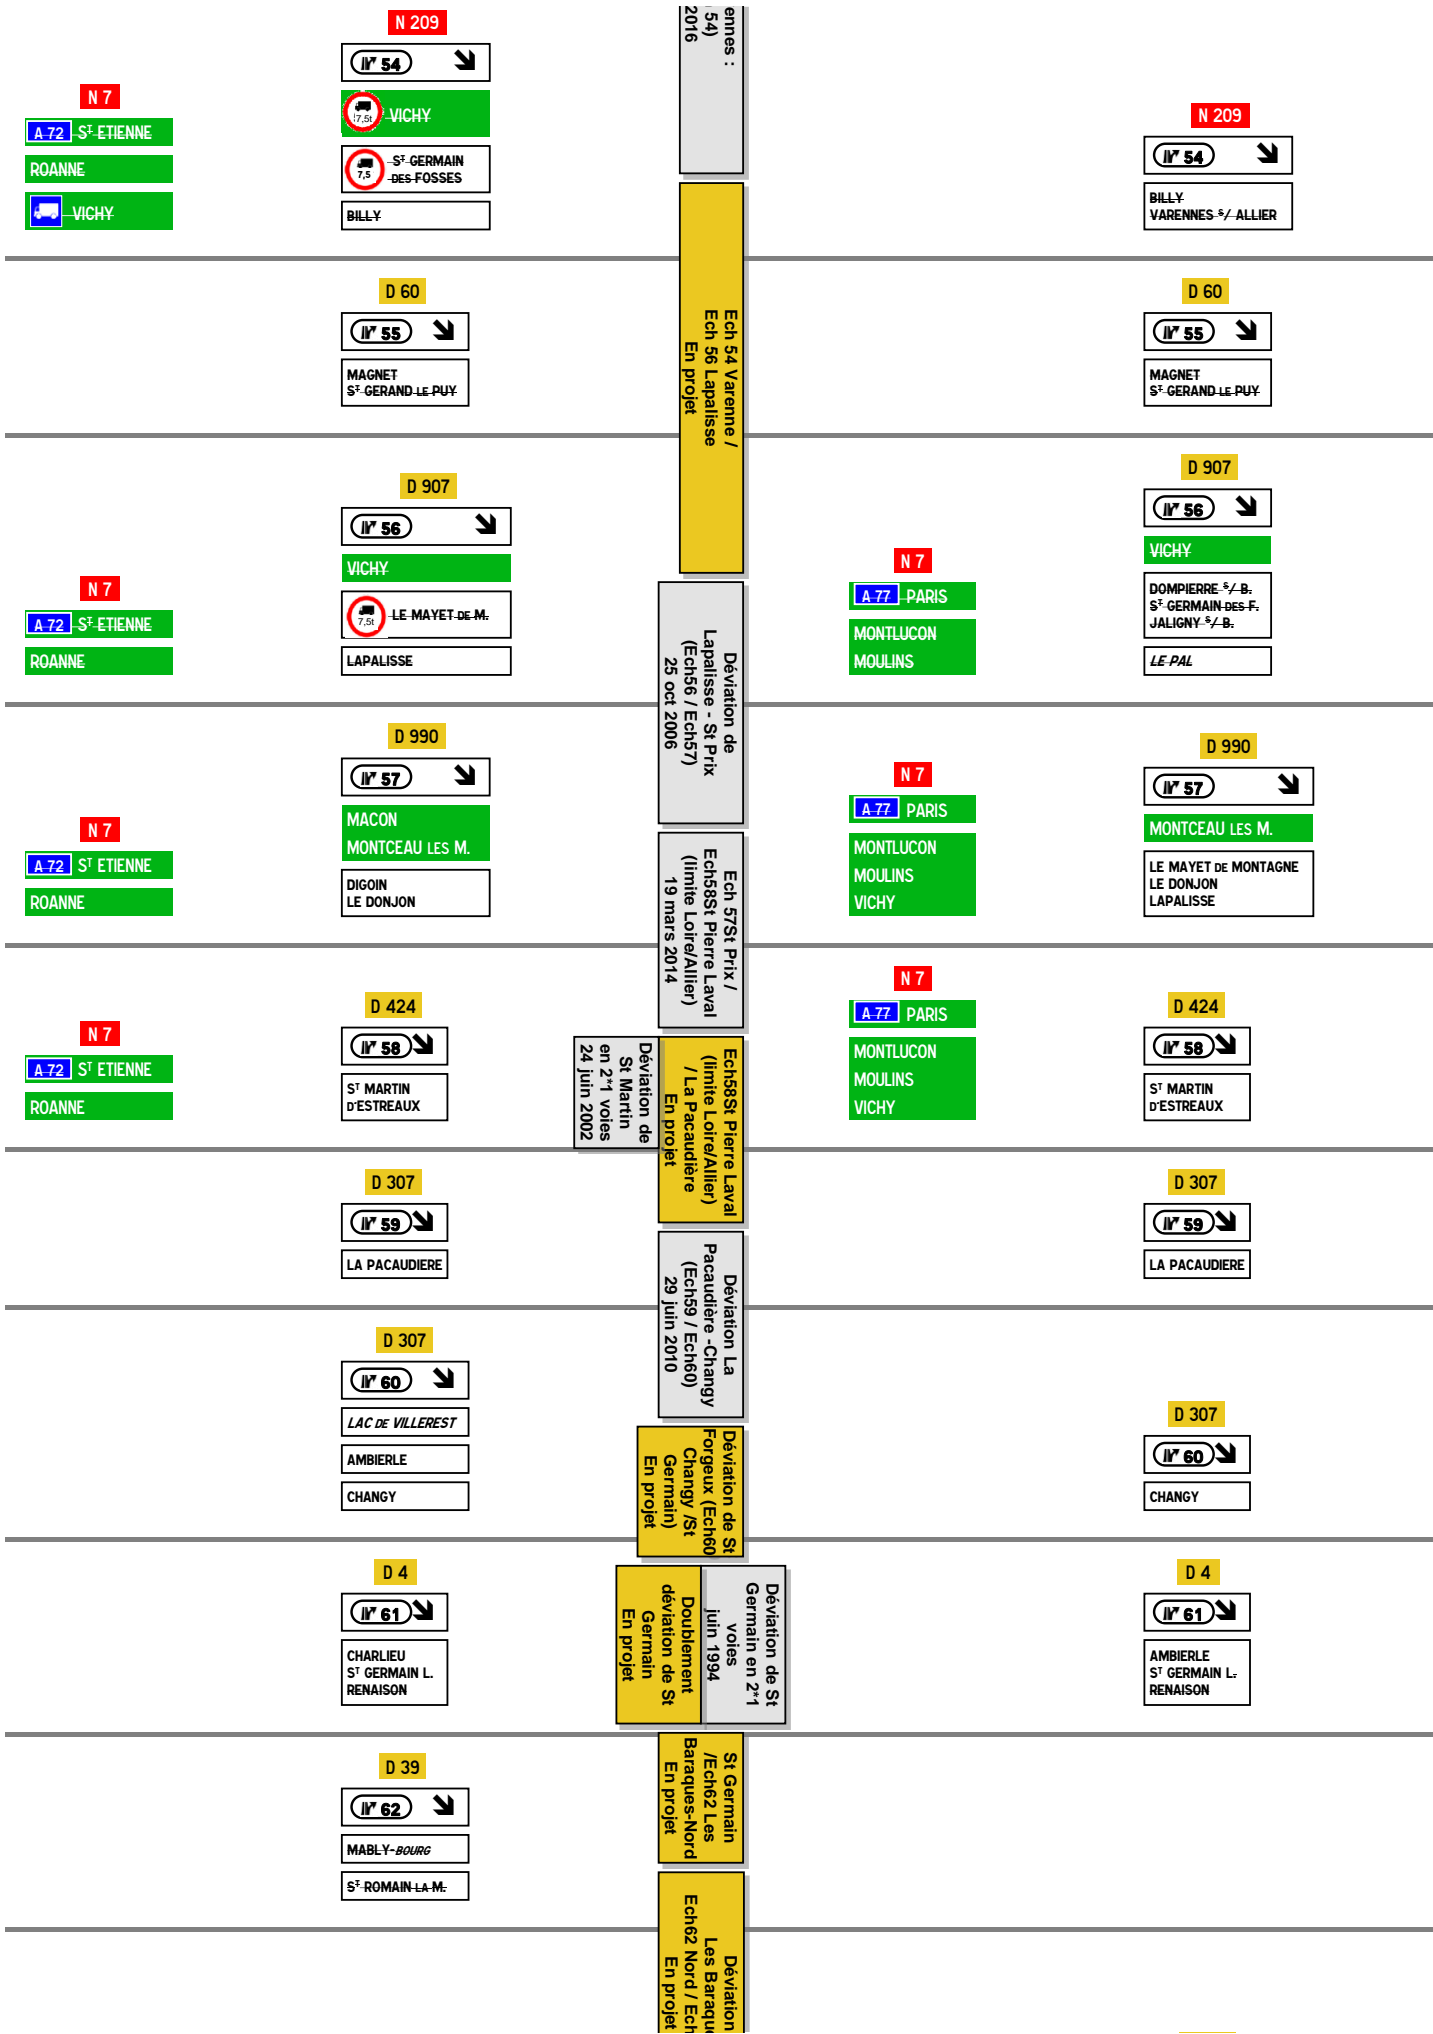 N 7
A 72 Sᵀ ETIENNE
ROANNE
VICHY
N 209
54
7,5t VICHY
7,5 Sᵀ GERMAIN
DES FOSSES
BILLY
ennes :
54)
2016
N 209
54
BILLY
VARENNES ˢ/ ALLIER
D 60
55
MAGNET
Sᵀ GERAND LE PUY
Ech 54 Varenne /
Ech 56 Lapalisse
En projet
D 60
55
MAGNET
Sᵀ GERAND LE PUY
N 7
A 72 Sᵀ ETIENNE
ROANNE
D 907
56
VICHY
7,5t LE MAYET DE M.
LAPALISSE
N 7
A 77 PARIS
MONTLUCON
MOULINS
D 907
56
VICHY
DOMPIERRE ˢ/ B.
Sᵀ GERMAIN DES F.
JALIGNY ˢ/ B.
LE PAL
Déviation de
Lapalisse - St Prix
(Ech56 / Ech57)
25 oct 2006
N 7
A 72 Sᵀ ETIENNE
ROANNE
D 990
57
MACON
MONTCEAU LES M.
DIGOIN
LE DONJON
N 7
A 77 PARIS
MONTLUCON
MOULINS
VICHY
D 990
57
MONTCEAU LES M.
LE MAYET DE MONTAGNE
LE DONJON
LAPALISSE
Ech 57St Prix /
Ech58St Pierre Laval
(limite Loire/Allier)
19 mars 2014
N 7
A 72 Sᵀ ETIENNE
ROANNE
D 424
58
Sᵀ MARTIN
D'ESTREAUX
Déviation de
St Martin
en 2*1 voies
24 juin 2002
Ech58St Pierre Laval
(limite Loire/Allier)
/ La Pacaudière
En projet
N 7
A 77 PARIS
MONTLUCON
MOULINS
VICHY
D 424
58
Sᵀ MARTIN
D'ESTREAUX
D 307
59
LA PACAUDIERE
D 307
59
LA PACAUDIERE
Déviation La
Pacaudière -Changy
(Ech59 / Ech60)
29 juin 2010
D 307
60
LAC DE VILLEREST
AMBIERLE
CHANGY
D 307
60
CHANGY
Déviation de St
Forgeux (Ech60
Changy /St
Germain)
En projet
D 4
61
CHARLIEU
Sᵀ GERMAIN L.
RENAISON
Doublement
déviation de St
Germain
En projet
Déviation de St
Germain en 2*1
voies
juin 1994
D 4
61
AMBIERLE
Sᵀ GERMAIN L.
RENAISON
D 39
62
MABLY-BOURG
Sᵀ ROMAIN LA M.
St Germain
/Ech62 Les
Baraques-Nord
En projet
Déviation
Les Baraque
Ech62 Nord / Ech
En projet